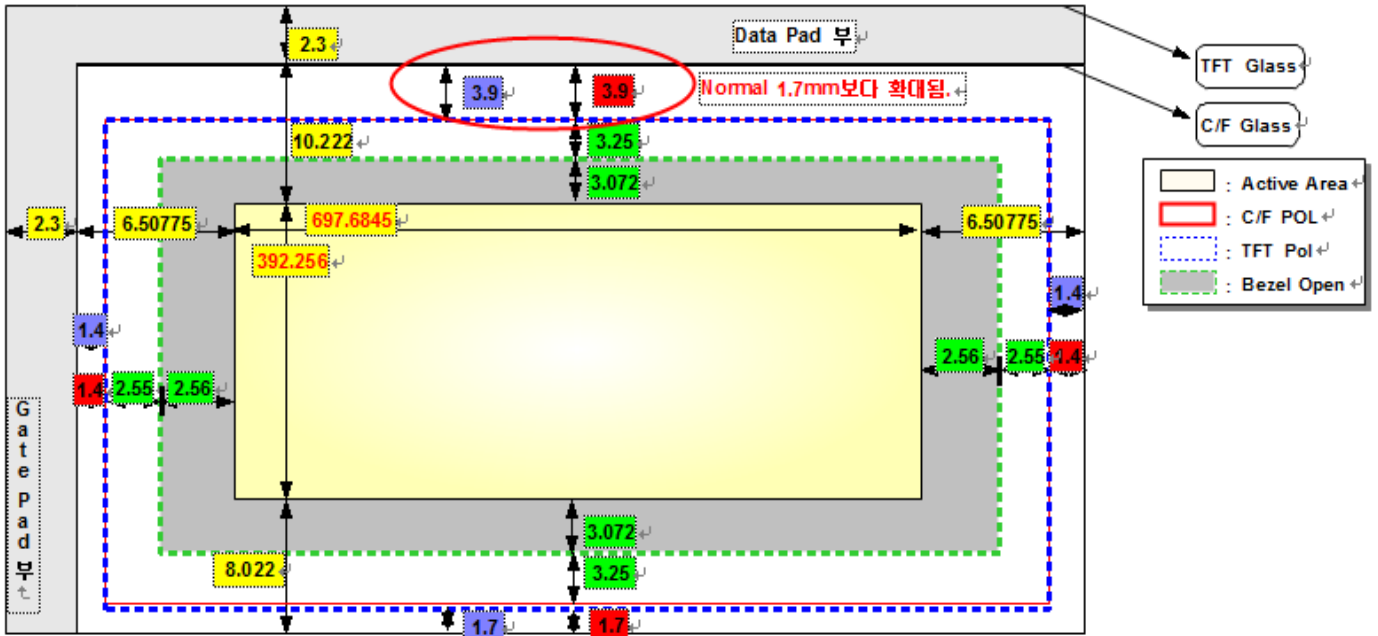 Data Pad 부
2.3
TFT Glass
3.9
3.9
Normal 1.7mm보다 확대됨.
C/F Glass
10.222
3.25
3.072
: Active Area
: C/F POL
: TFT Pol
: Bezel Open
2.3
6.50775
697.6845
6.50775
392.256
1.4
1.4
2.56
2.55
1.4
1.4
2.55
2.56
Gate Pad 부
3.072
8.022
3.25
1.7
1.7